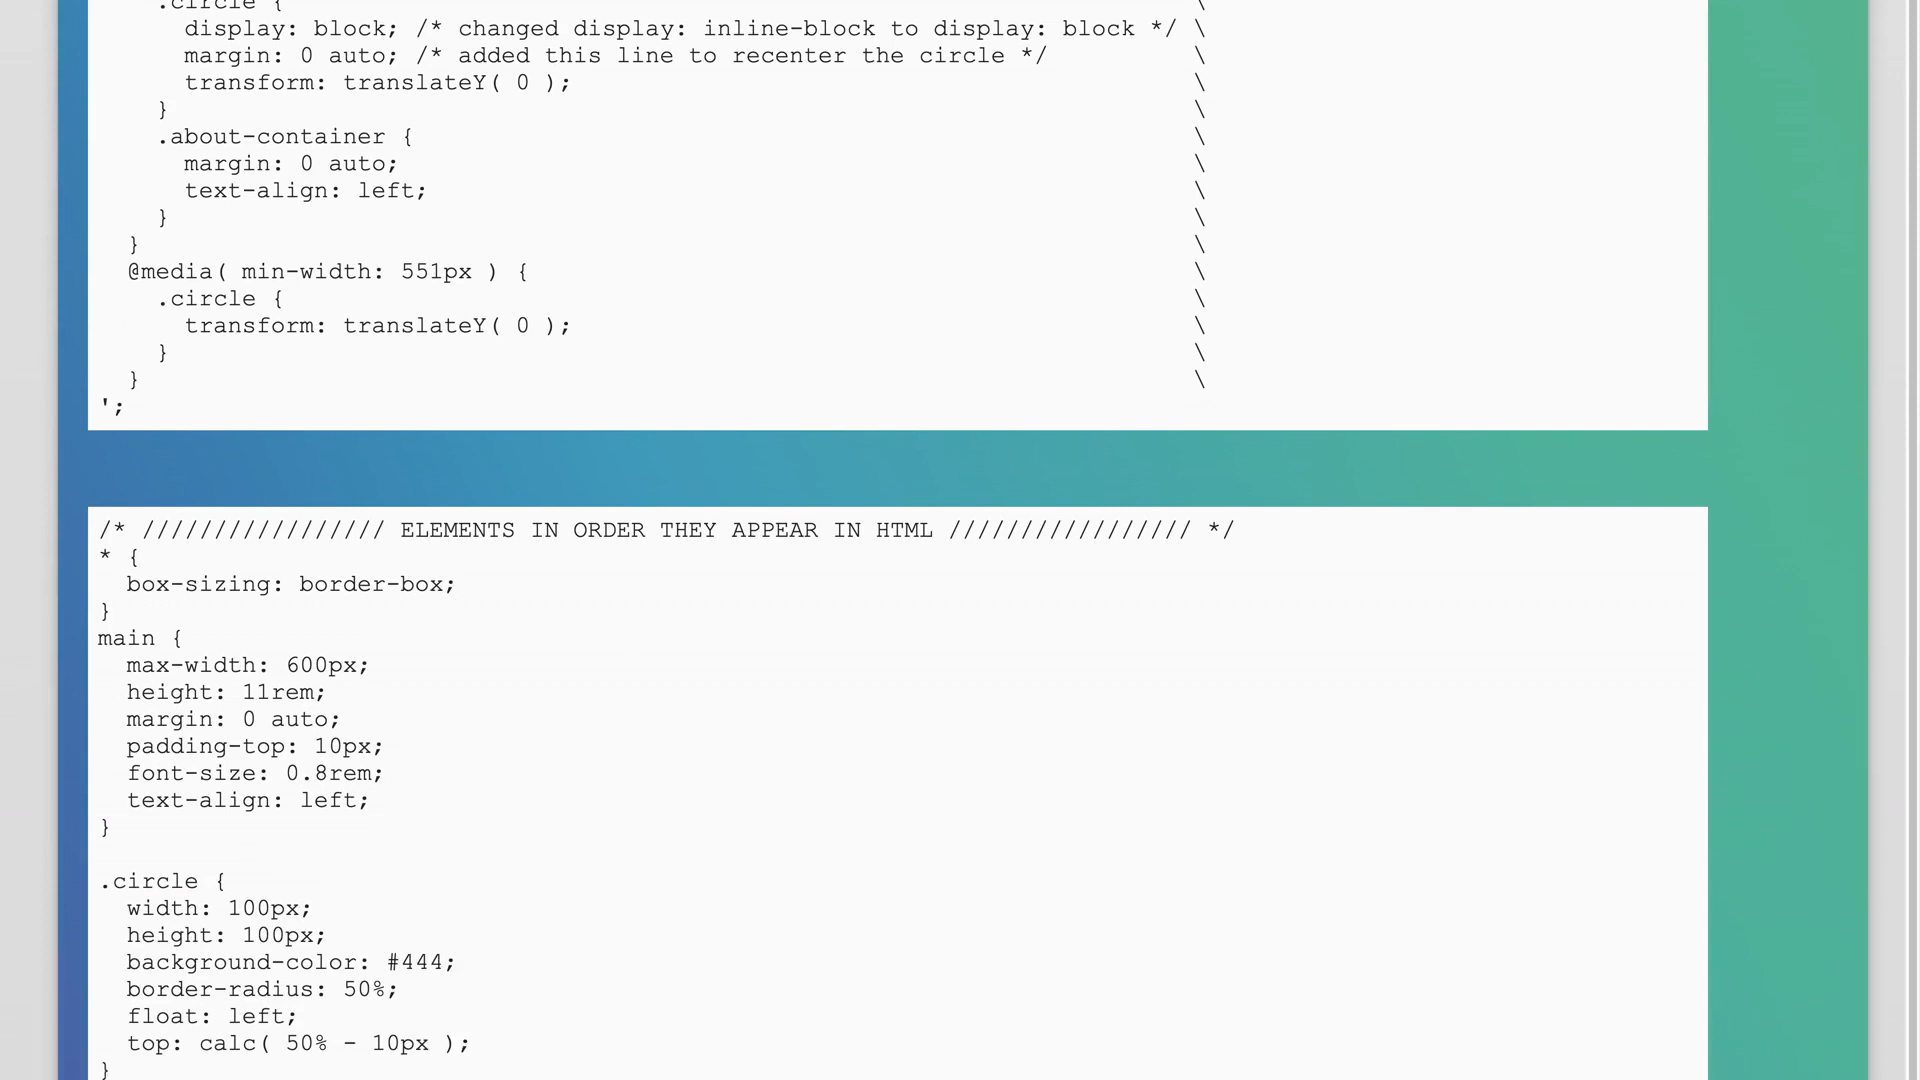 .circle {                                                                  \
display: block; /* changed display: inline-block to display: block */ \
margin: 0 auto; /* added this line to recenter the circle */          \
transform: translateY( 0 );                                           \
}                                                                     \
.about-container {                                                    \
margin: 0 auto;                                                       \
text-align: left;                                                     \
}                                                                     \
}                                                                     \
@media( min-width: 551px ) {                                          \
.circle {                                                             \
transform: translateY( 0 );                                           \
}                                                                     \
}                                                                     \
';
/* ///////////////// ELEMENTS IN ORDER THEY APPEAR IN HTML ///////////////// */
* {
box-sizing: border-box;
}
main {
max-width: 600px;
height: 11rem;
margin: 0 auto;
padding-top: 10px;
font-size: 0.8rem;
text-align: left;
}
.circle {
width: 100px;
height: 100px;
background-color: #444;
border-radius: 50%;
float: left;
top: calc( 50% - 10px );
}